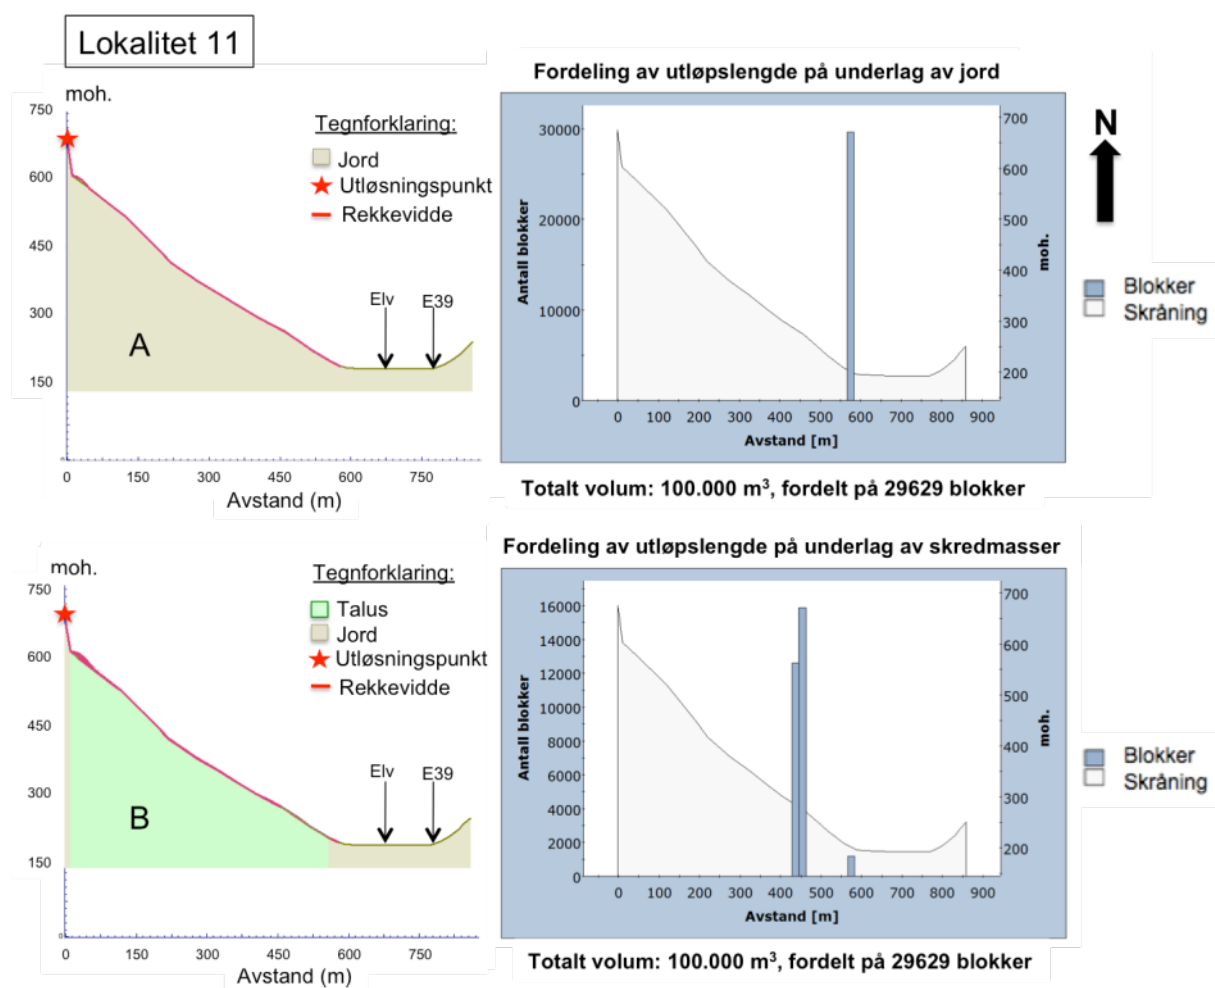 Lokalitet 11
moh.
750
600
450
300
150
0
0 150 300 450 600 750
Avstand (m)
Tegnforklaring:
Jord
Utløsningspunkt
Rekkevidde
Elv
E39
A
Fordeling av utløpslengde på underlag av jord
Antall blokker
30000
20000
10000
0
0 100 200 300 400 500 600 700 800 900
Avstand [m]
moh.
700
600
500
400
300
200
N
Blokker
Skråning
Totalt volum: 100.000 m³, fordelt på 29629 blokker
moh.
750
600
450
300
150
0
0 150 300 450 600 750
Avstand (m)
Tegnforklaring:
Talus
Jord
Utløsningspunkt
Rekkevidde
Elv
E39
B
Fordeling av utløpslengde på underlag av skredmasser
Antall blokker
16000
14000
12000
10000
8000
6000
4000
2000
0
0 100 200 300 400 500 600 700 800 900
Avstand [m]
moh.
700
600
500
400
300
200
Blokker
Skråning
Totalt volum: 100.000 m³, fordelt på 29629 blokker